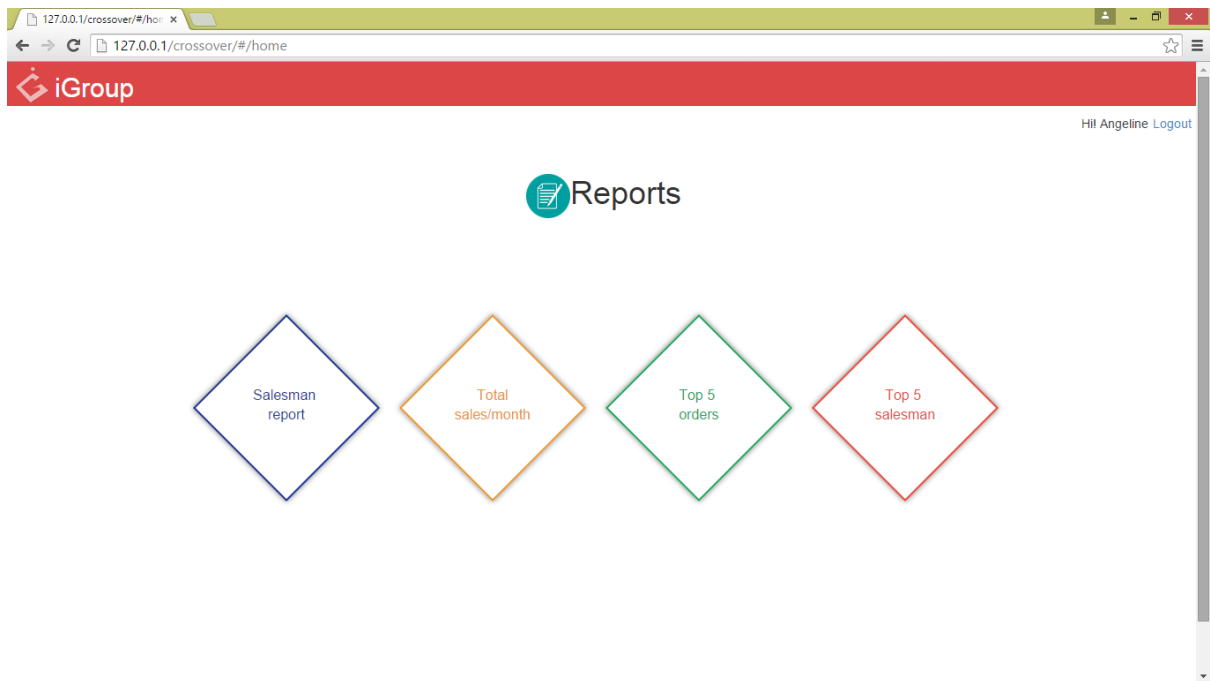 127.0.0.1/crossover/#/hon
127.0.0.1/crossover/#/home
iGroup
Hi! Angeline Logout
Reports
Salesman
report
Total
sales/month
Top 5
orders
Top 5
salesman